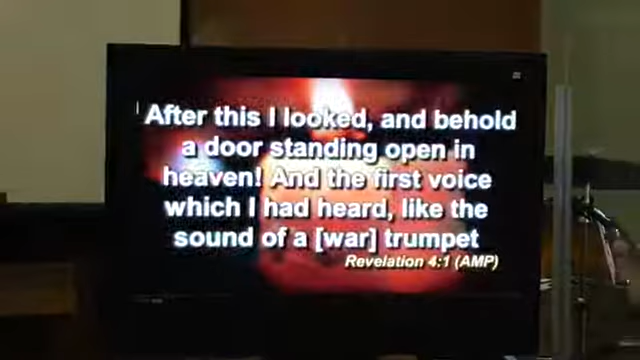 After this I looked, and behold
a door standing open in
heaven! And the first voice
which I had heard, like the
sound of a [war] trumpet
Revelation 4:1 (AMP)